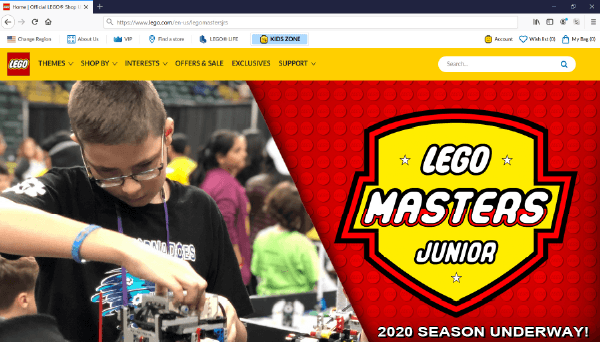 Home | Official LEGO® Shop U
https://www.lego.com/en-us/legomastersjrs
Change Region
About Us
VIP
Find a store
LEGO® LIFE
KIDS ZONE
Account
Wish list (0)
My Bag (0)
LEGO
THEMES
SHOP BY
INTERESTS
OFFERS & SALE
EXCLUSIVES
SUPPORT
Search...
LEGO
MASTERS
JUNIOR
2020 SEASON UNDERWAY!